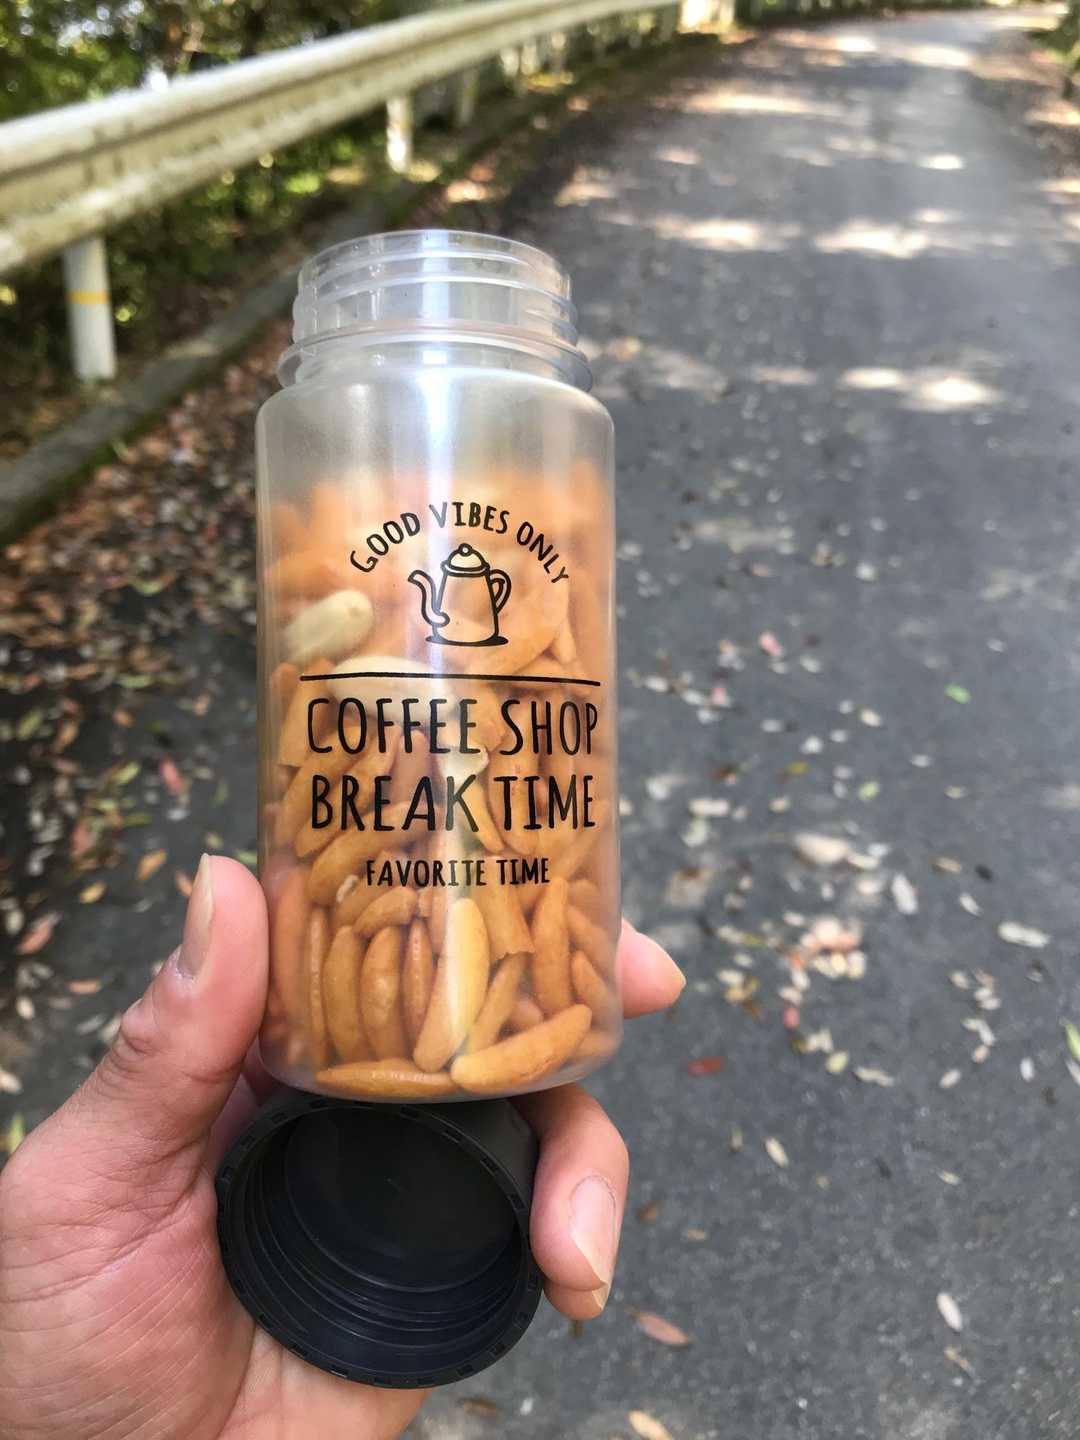 GOOD VIBES ONLY
COFFEE SHOP
BREAK TIME
FAVORITE TIME